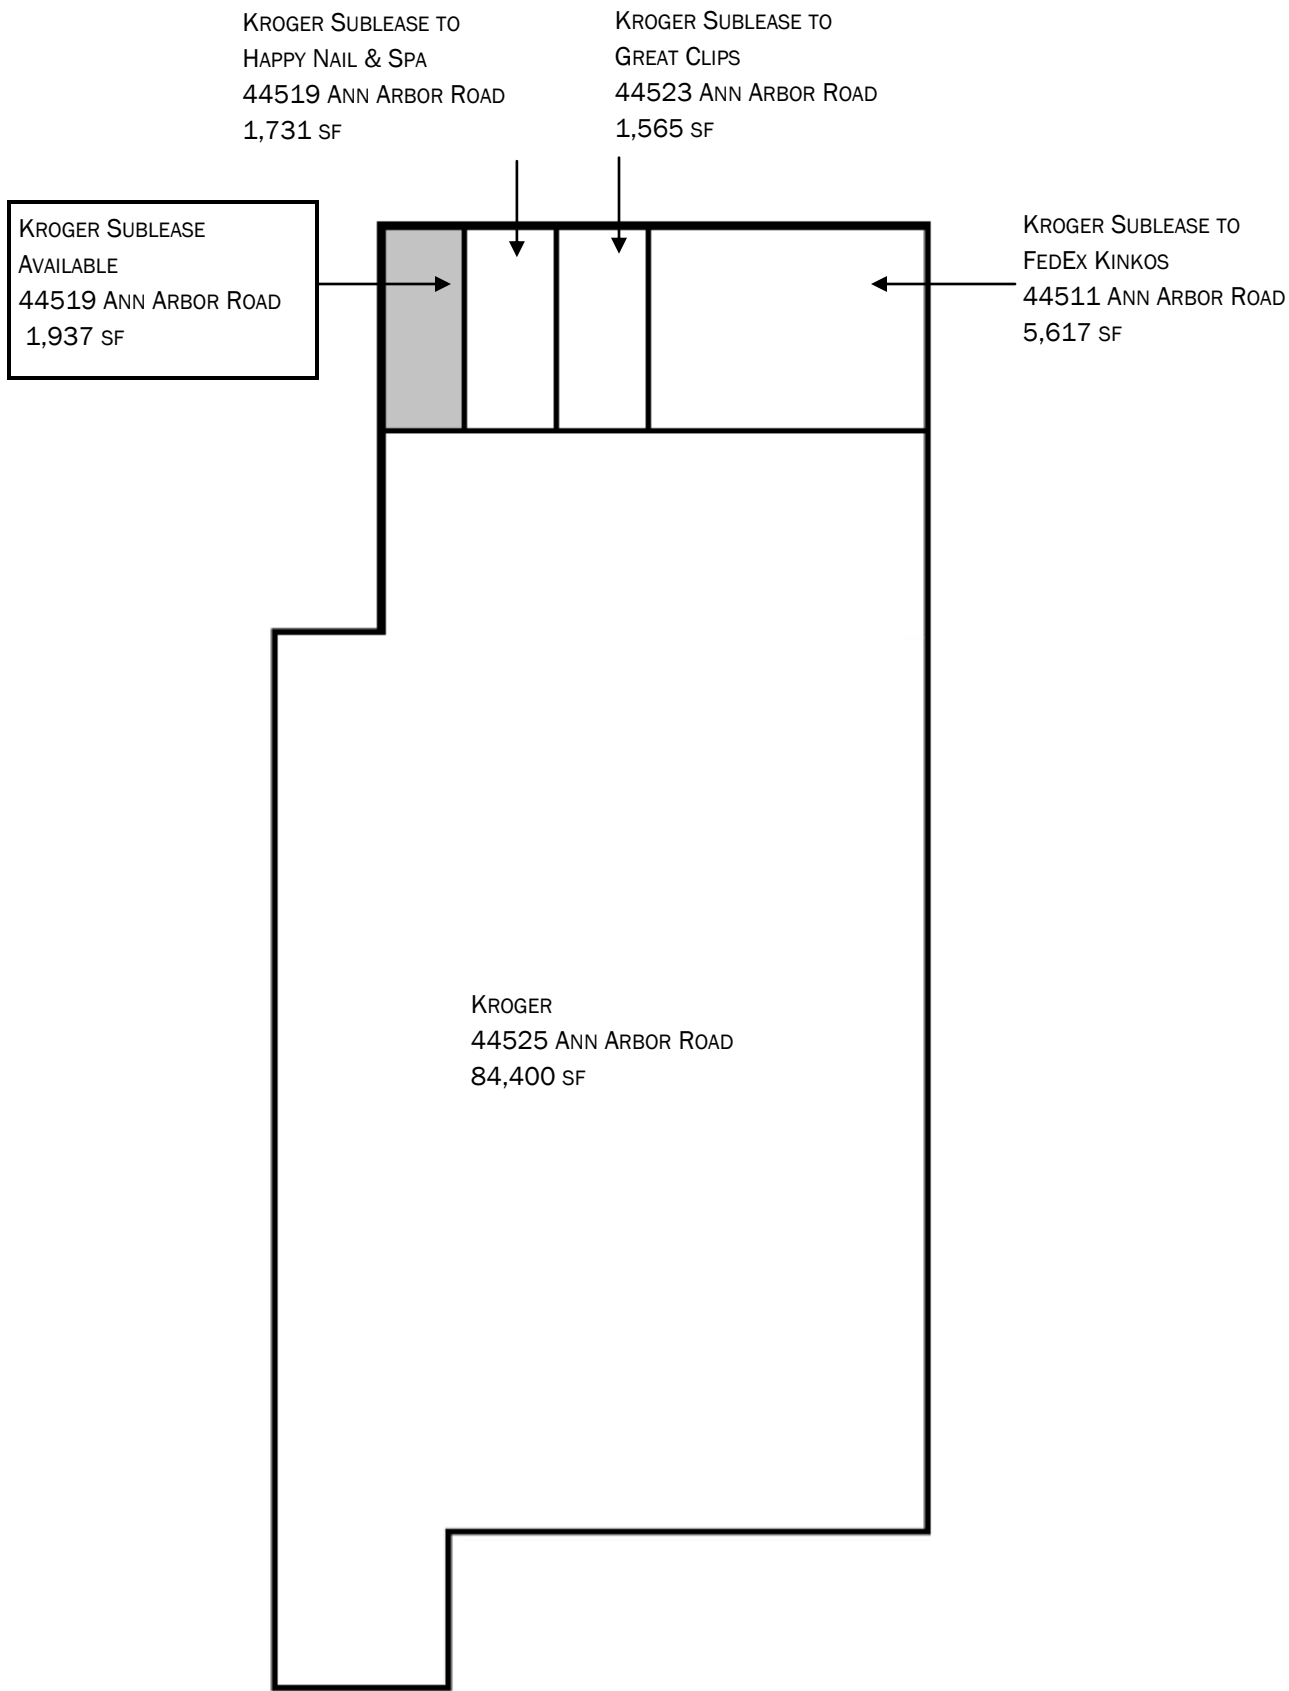 Kroger Sublease to
Happy Nail & Spa
44519 Ann Arbor Road
1,731 sf
Kroger Sublease to
Great Clips
44523 Ann Arbor Road
1,565 sf
Kroger Sublease
Available
44519 Ann Arbor Road
1,937 sf
Kroger Sublease to
FedEx Kinkos
44511 Ann Arbor Road
5,617 sf
Kroger
44525 Ann Arbor Road
84,400 sf